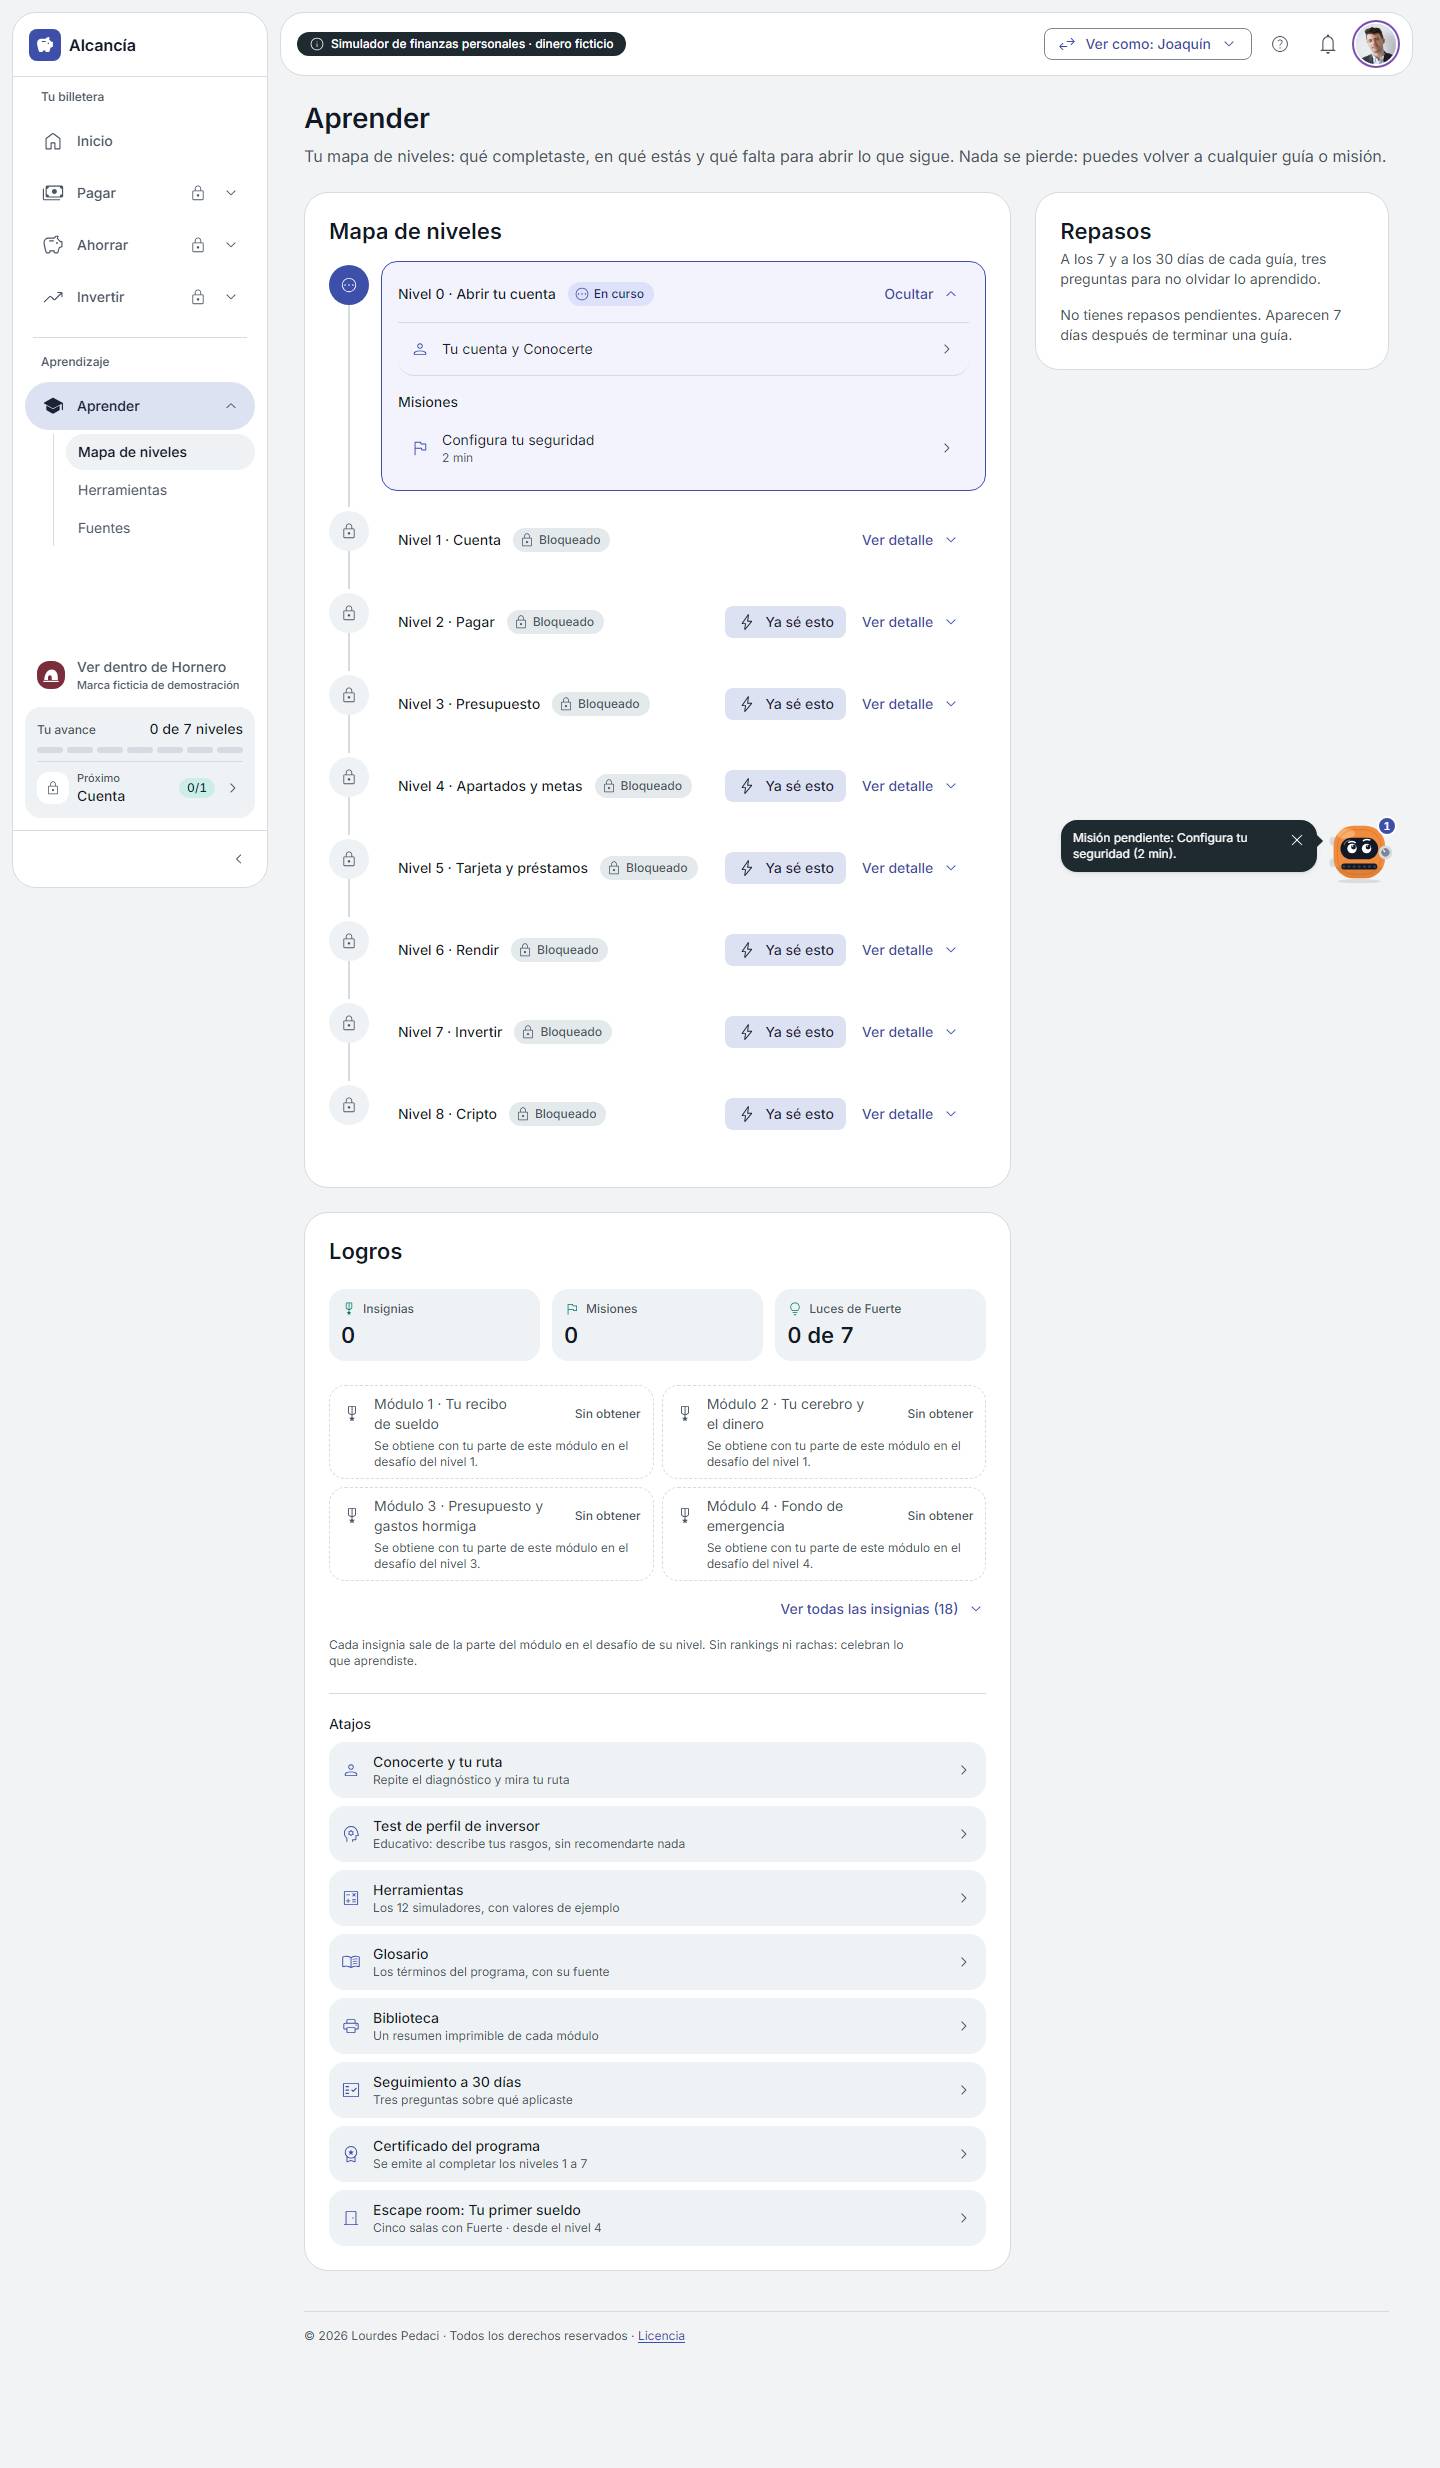 Alcancía
Tu billetera
Inicio
Pagar
Ahorrar
Invertir
Aprendizaje
Aprender
Mapa de niveles
Herramientas
Fuentes
Ver dentro de Hornero
Marca ficticia de demostración
Tu avance
0 de 7 niveles
Próximo
Cuenta
0/1
Simulador de finanzas personales · dinero ficticio
Ver como: Joaquín
Aprender
Tu mapa de niveles: qué completaste, en qué estás y qué falta para abrir lo que sigue. Nada se pierde: puedes volver a cualquier guía o misión.
Mapa de niveles
Nivel 0 · Abrir tu cuenta
En curso
Ocultar
Tu cuenta y Conocerte
Misiones
Configura tu seguridad
2 min
Nivel 1 · Cuenta
Bloqueado
Ver detalle
Nivel 2 · Pagar
Bloqueado
Ya sé esto
Ver detalle
Nivel 3 · Presupuesto
Bloqueado
Ya sé esto
Ver detalle
Nivel 4 · Apartados y metas
Bloqueado
Ya sé esto
Ver detalle
Nivel 5 · Tarjeta y préstamos
Bloqueado
Ya sé esto
Ver detalle
Nivel 6 · Rendir
Bloqueado
Ya sé esto
Ver detalle
Nivel 7 · Invertir
Bloqueado
Ya sé esto
Ver detalle
Nivel 8 · Cripto
Bloqueado
Ya sé esto
Ver detalle
Repasos
A los 7 y a los 30 días de cada guía, tres
preguntas para no olvidar lo aprendido.
No tienes repasos pendientes. Aparecen 7
días después de terminar una guía.
Misión pendiente: Configura tu
seguridad (2 min).
1
Logros
Insignias
0
Misiones
0
Luces de Fuerte
0 de 7
Módulo 1 · Tu recibo
de sueldo
Sin obtener
Se obtiene con tu parte de este módulo en el
desafío del nivel 1.
Módulo 2 · Tu cerebro y
el dinero
Sin obtener
Se obtiene con tu parte de este módulo en el
desafío del nivel 1.
Módulo 3 · Presupuesto y
gastos hormiga
Sin obtener
Se obtiene con tu parte de este módulo en el
desafío del nivel 3.
Módulo 4 · Fondo de
emergencia
Sin obtener
Se obtiene con tu parte de este módulo en el
desafío del nivel 4.
Ver todas las insignias (18)
Cada insignia sale de la parte del módulo en el desafío de su nivel. Sin rankings ni rachas: celebran lo
que aprendiste.
Atajos
Conocerte y tu ruta
Repite el diagnóstico y mira tu ruta
Test de perfil de inversor
Educativo: describe tus rasgos, sin recomendarte nada
Herramientas
Los 12 simuladores, con valores de ejemplo
Glosario
Los términos del programa, con su fuente
Biblioteca
Un resumen imprimible de cada módulo
Seguimiento a 30 días
Tres preguntas sobre qué aplicaste
Certificado del programa
Se emite al completar los niveles 1 a 7
Escape room: Tu primer sueldo
Cinco salas con Fuerte · desde el nivel 4
© 2026 Lourdes Pedaci · Todos los derechos reservados · Licencia